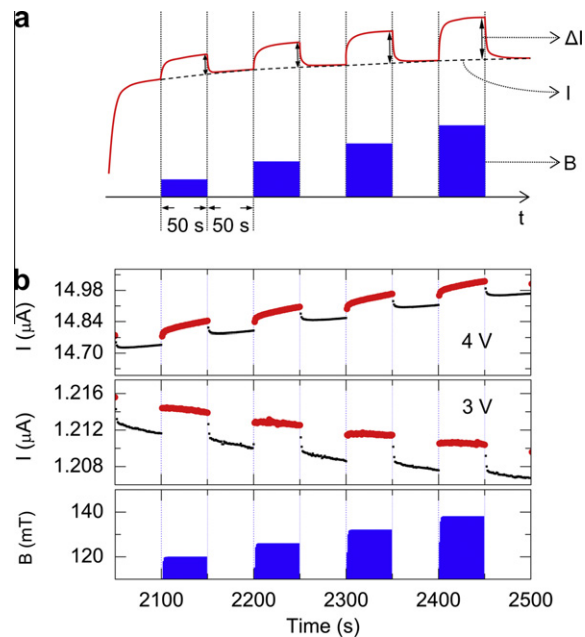 a
ΔI
I
B
t
50 s 50 s
b
14.98
14.84
14.70
I (μA)
4 V
1.216
1.212
1.208
I (μA)
3 V
140
120
B (mT)
2100 2200 2300 2400 2500
Time (s)